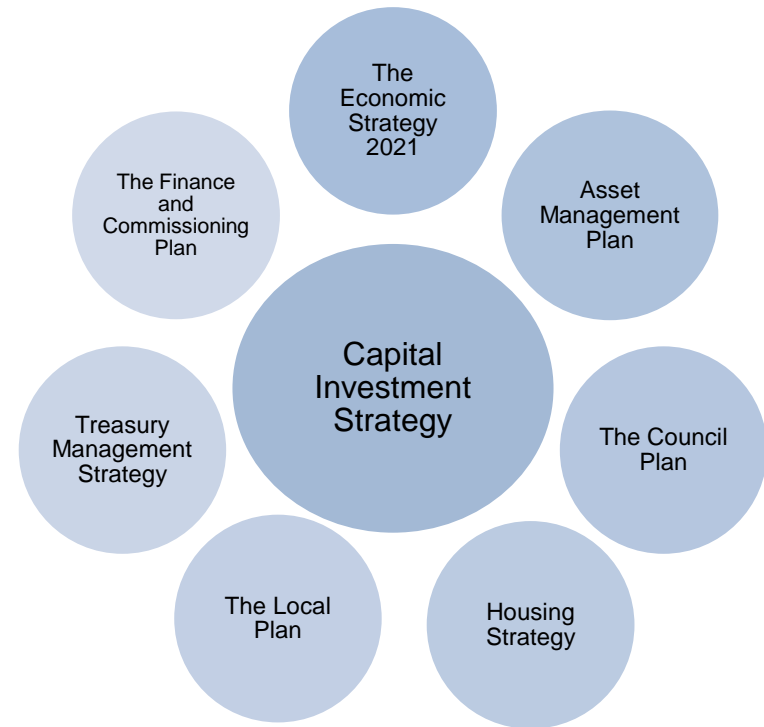 The
Economic
Strategy
2021
Asset
Management
Plan
The Council
Plan
Housing
Strategy
The Local
Plan
Treasury
Management
Strategy
The Finance
and
Commissioning
Plan
Capital
Investment
Strategy